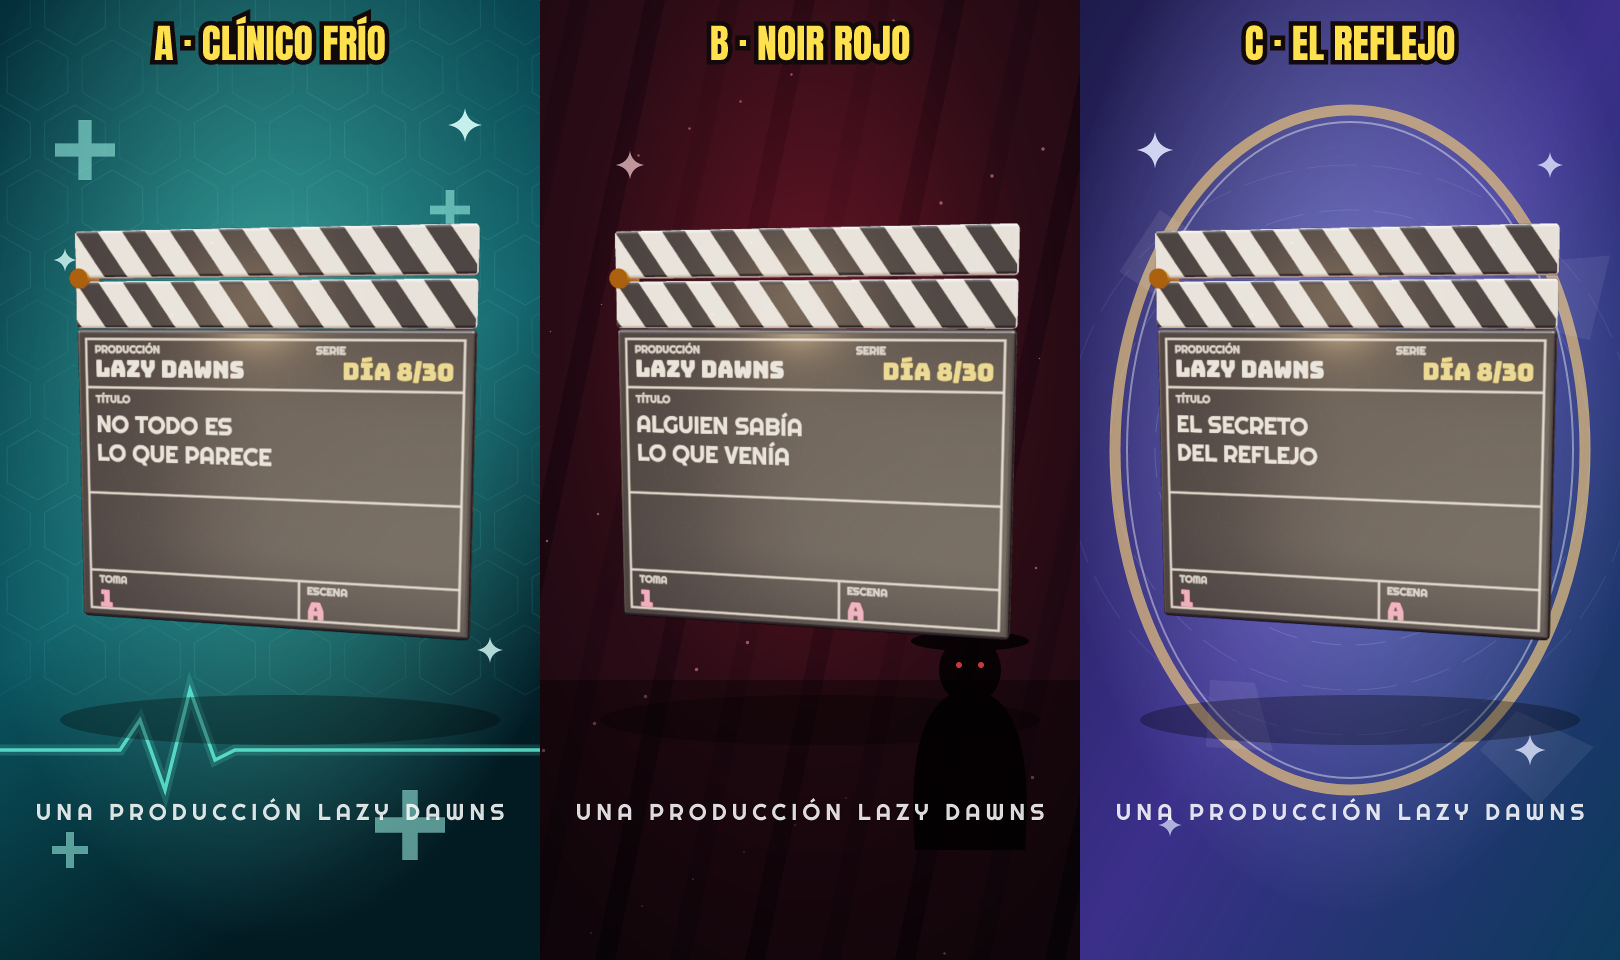 A · CLÍNICO FRÍO
PRODUCCIÓN
LAZY DAWNS
SERIE
DÍA 8/30
TÍTULO
NO TODO ES
LO QUE PARECE
TOMA
1
ESCENA
A
UNA PRODUCCIÓN LAZY DAWNS
B · NOIR ROJO
PRODUCCIÓN
LAZY DAWNS
SERIE
DÍA 8/30
TÍTULO
ALGUIEN SABÍA
LO QUE VENÍA
TOMA
1
ESCENA
A
UNA PRODUCCIÓN LAZY DAWNS
C · EL REFLEJO
PRODUCCIÓN
LAZY DAWNS
SERIE
DÍA 8/30
TÍTULO
EL SECRETO
DEL REFLEJO
TOMA
1
ESCENA
A
UNA PRODUCCIÓN LAZY DAWNS